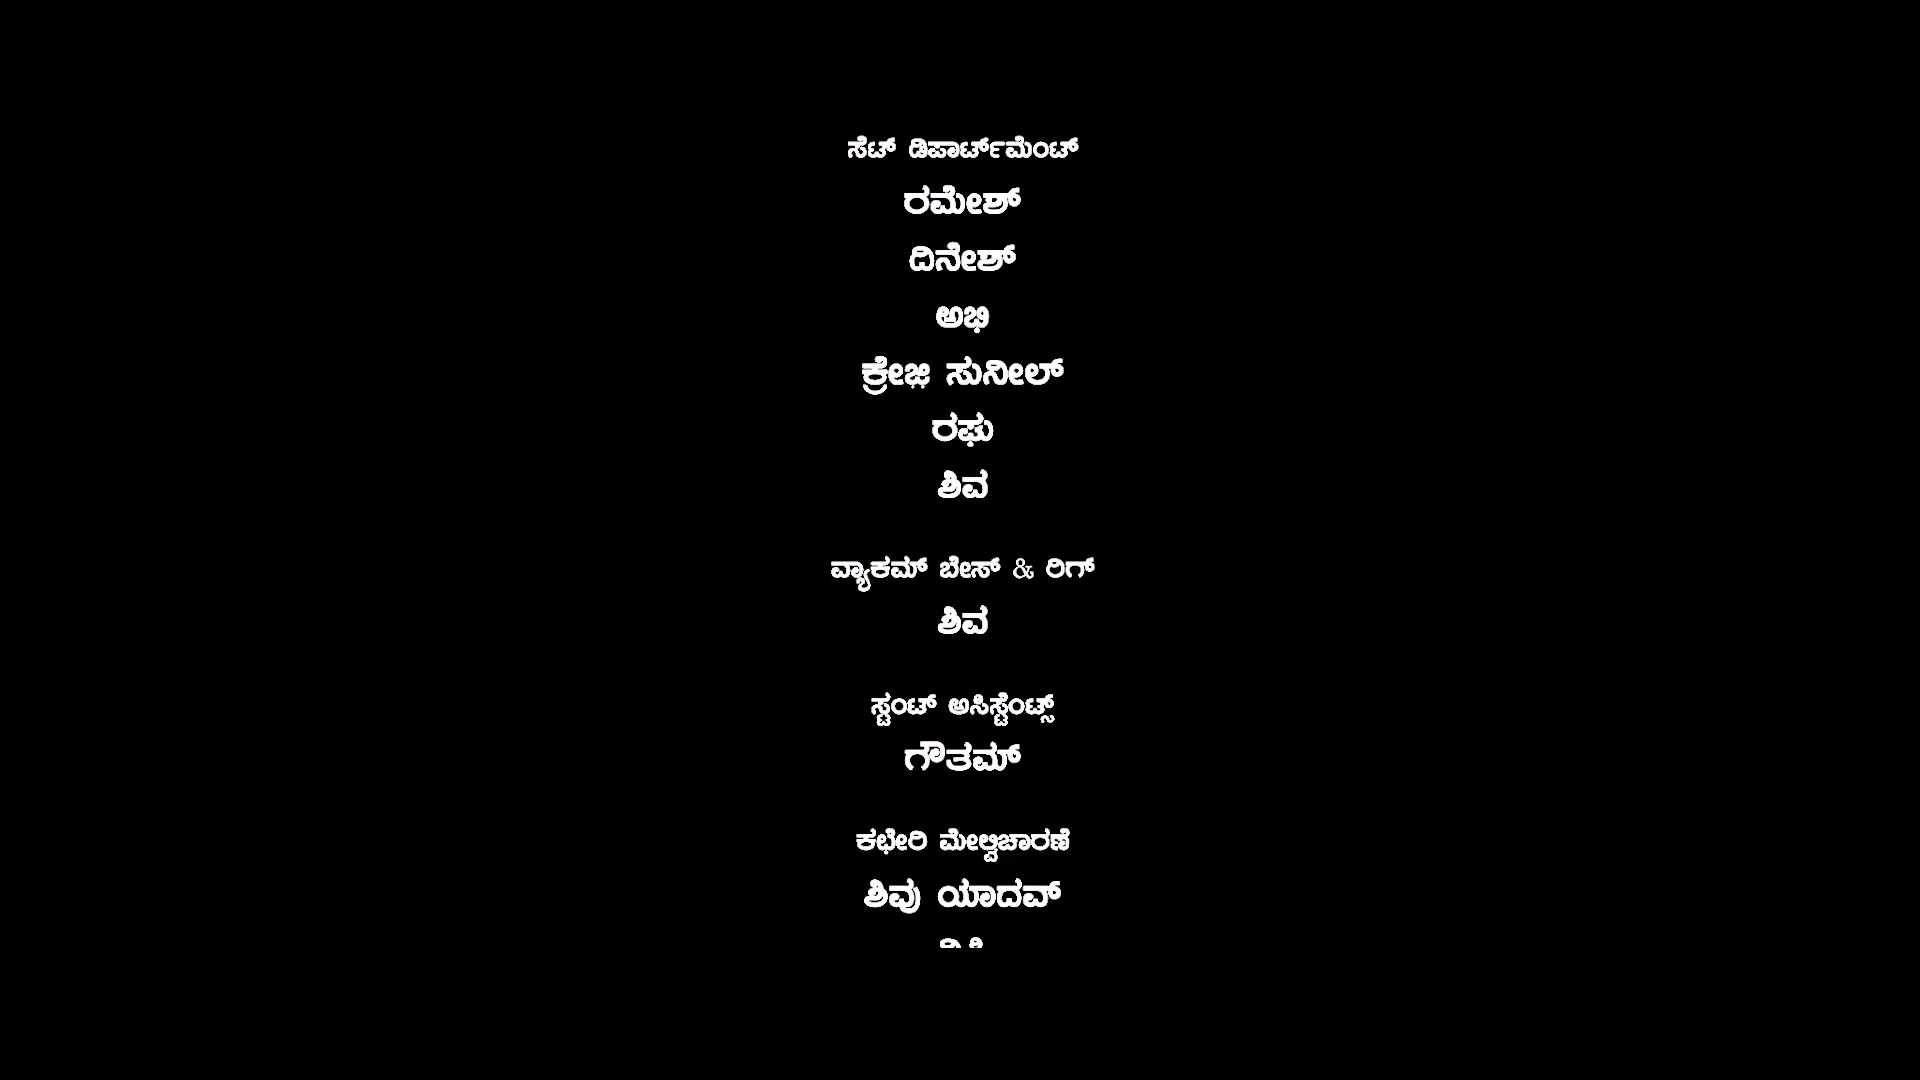 ಸೆಟ್ ಡಿಪಾರ್ಟ್‌ಮೆಂಟ್
ರಮೇಶ್
ದಿನೇಶ್
ಅಭಿ
ಕ್ರೇಜಿ಼ ಸುನೀಲ್
ರಘು
ಶಿವ
ವ್ಯಾಕಮ್ ಬೇಸ್ & ರಿಗ್
ಶಿವ
ಸ್ಟಂಟ್ ಅಸಿಸ್ಟೆಂಟ್ಸ್
ಗೌತಮ್
ಕಛೇರಿ ಮೇಲ್ವಿಚಾರಣೆ
ಶಿವು ಯಾದವ್